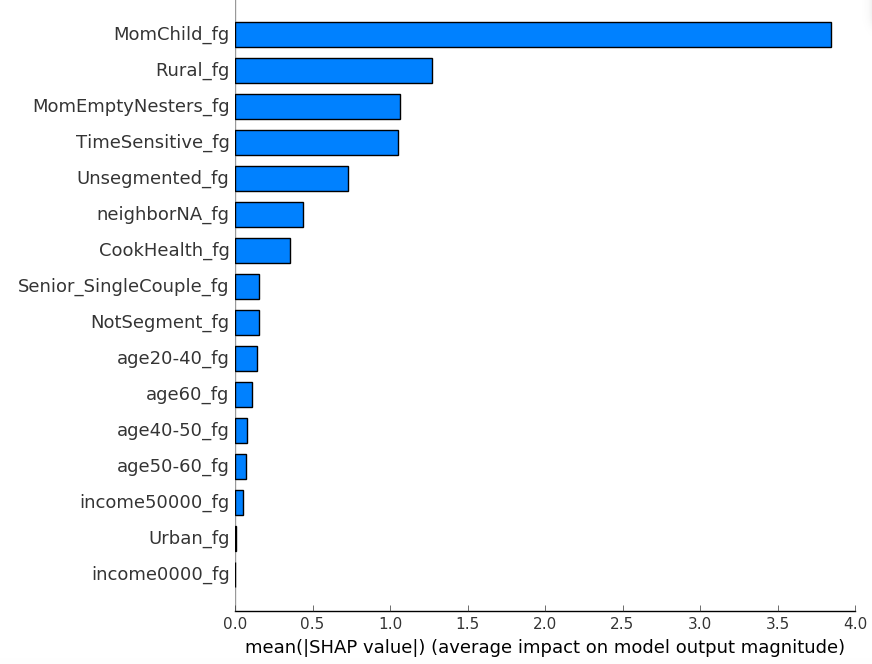 MomChild_fg
Rural_fg
MomEmptyNesters_fg
TimeSensitive_fg
Unsegmented_fg
neighborNA_fg
CookHealth_fg
Senior_SingleCouple_fg
NotSegment_fg
age20-40_fg
age60_fg
age40-50_fg
age50-60_fg
income50000_fg
Urban_fg
income0000_fg
0.0 0.5 1.0 1.5 2.0 2.5 3.0 3.5 4.0
mean(|SHAP value|) (average impact on model output magnitude)